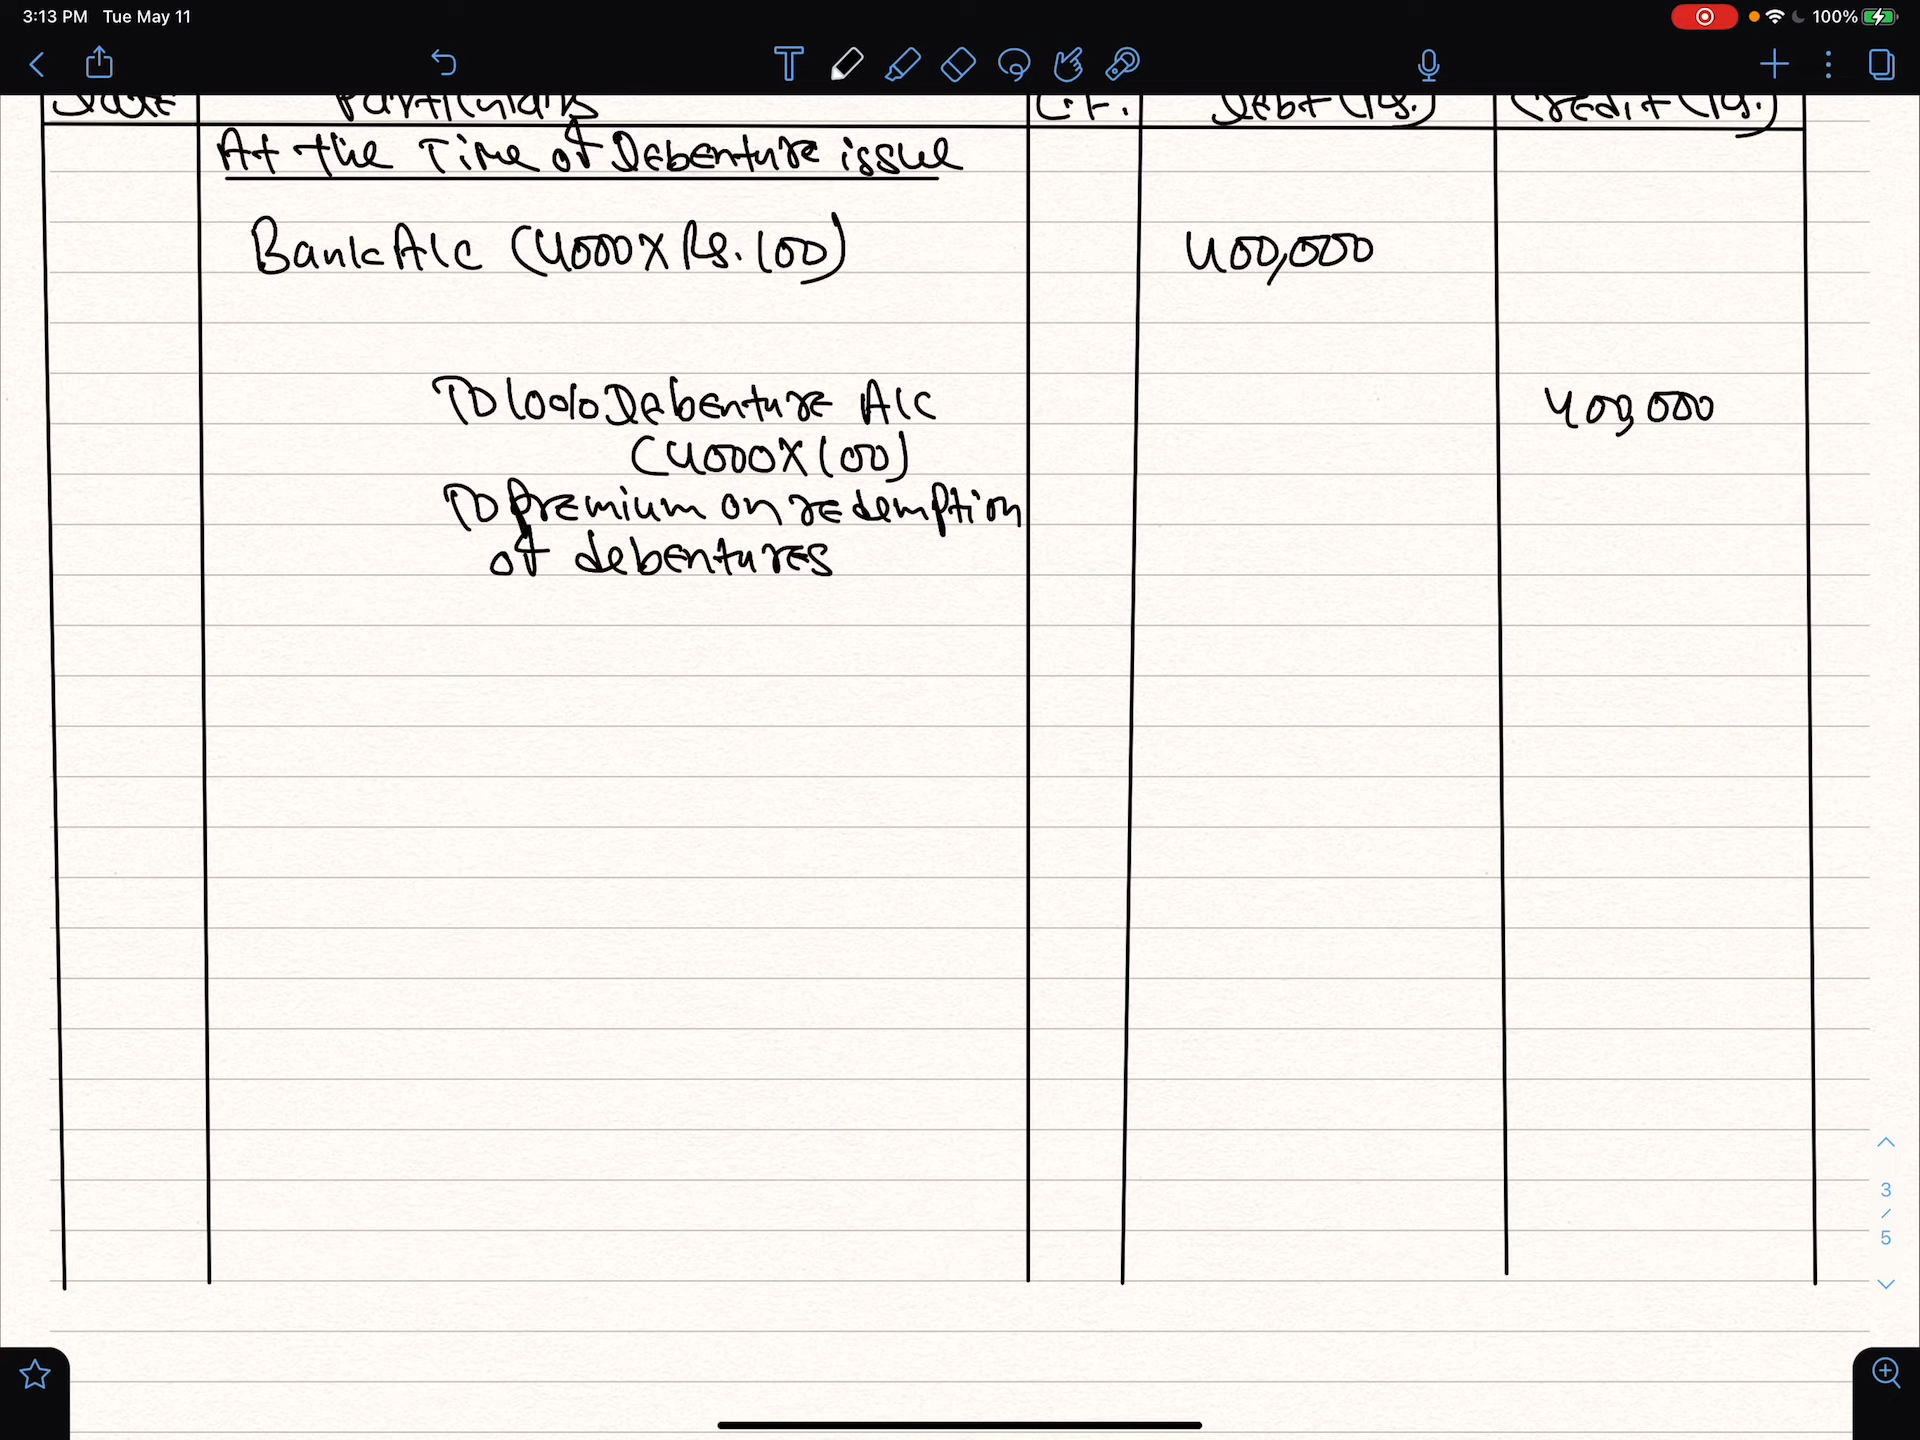 3:13 PM Tue May 11
100%
Date Particulars L.F. Debt (Rs.) Credit (Rs.)
At the Time of Debenture issue
Bank A/c (4000 X Rs. 100) 400,000
To 10% Debenture A/c 400,000
(4000 X 100)
To premium on redemption
of debentures
3
/
5